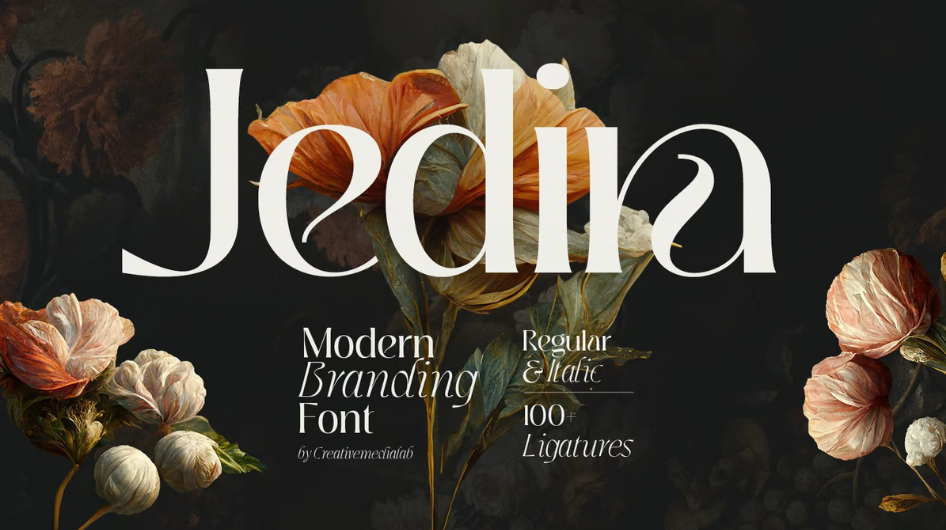 Jedira
Modern
Branding
Font
by Creativemedialab
Regular
& Italic
100+
Ligatures